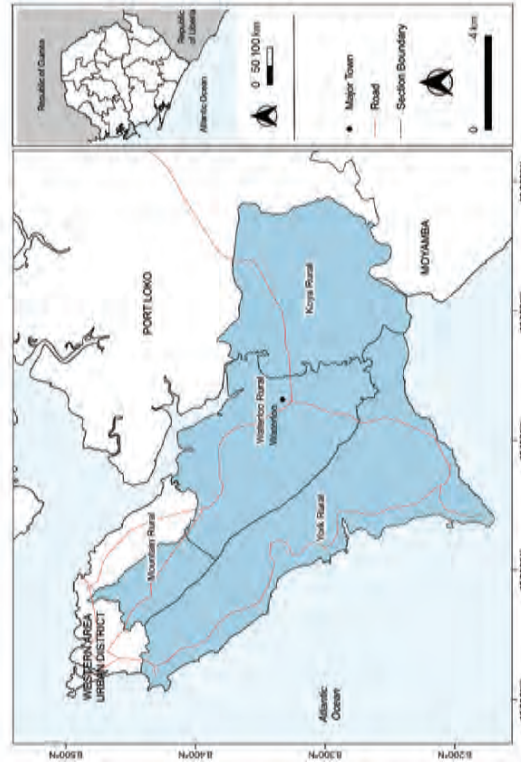 Republic of Guinea
Republic
of Liberia
Atlantic Ocean
0 50 100 km
Major Town
Road
Section Boundary
0
4 km
PORT LOKO
MOYAMBA
Koya Rural
Waterloo Rural
Waterloo
York Rural
Mountain Rural
WESTERN AREA
URBAN DISTRICT
Atlantic
Ocean
8.500°N
8.400°N
8.300°N
8.200°N